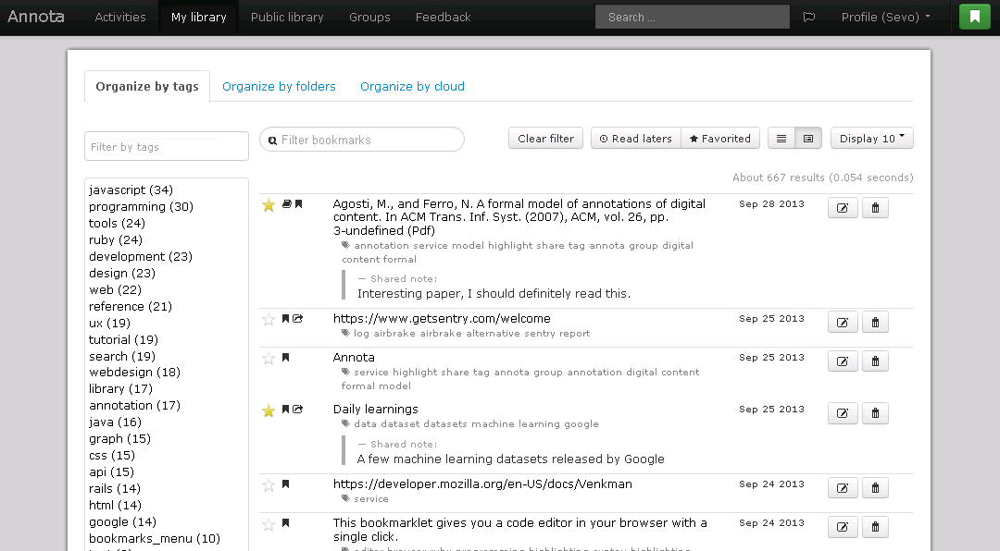 Annota Activities My library Public library Groups Feedback Search ... Profile (Sevo)
Organize by tags Organize by folders Organize by cloud
Filter by tags
Filter bookmarks Clear filter Read laters Favorited Display 10
About 667 results (0.054 seconds)
javascript (34)
programming (30)
tools (24)
ruby (24)
development (23)
design (23)
web (22)
reference (21)
ux (19)
tutorial (19)
search (19)
webdesign (18)
library (17)
annotation (17)
java (16)
graph (15)
css (15)
api (15)
rails (14)
html (14)
google (14)
bookmarks_menu (10)
Agosti, M., and Ferro, N. A formal model of annotations of digital Sep 28 2013
content. In ACM Trans. Inf. Syst. (2007), ACM, vol. 26, pp.
3-undefined (Pdf)
annotation service model highlight share tag annota group digital
content formal
— Shared note:
Interesting paper, I should definitely read this.
https://www.getsentry.com/welcome Sep 25 2013
log airbrake airbrake alternative sentry report
Annota Sep 25 2013
service highlight share tag annota group annotation digital content
formal model
Daily learnings Sep 25 2013
data dataset datasets machine learning google
— Shared note:
A few machine learning datasets released by Google
https://developer.mozilla.org/en-US/docs/Venkman Sep 24 2013
service
This bookmarklet gives you a code editor in your browser with a Sep 24 2013
single click.